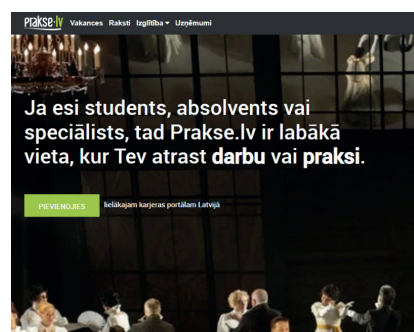 Prakse.lv Vakances Raksti Izglītība Uzņēmumi
Ja esi students, absolvents vai
speciālists, tad Prakse.lv ir labākā
vieta, kur Tev atrast darbu vai praksi.
PIEVIENOJIES lielākajam karjeras portālam Latvijā